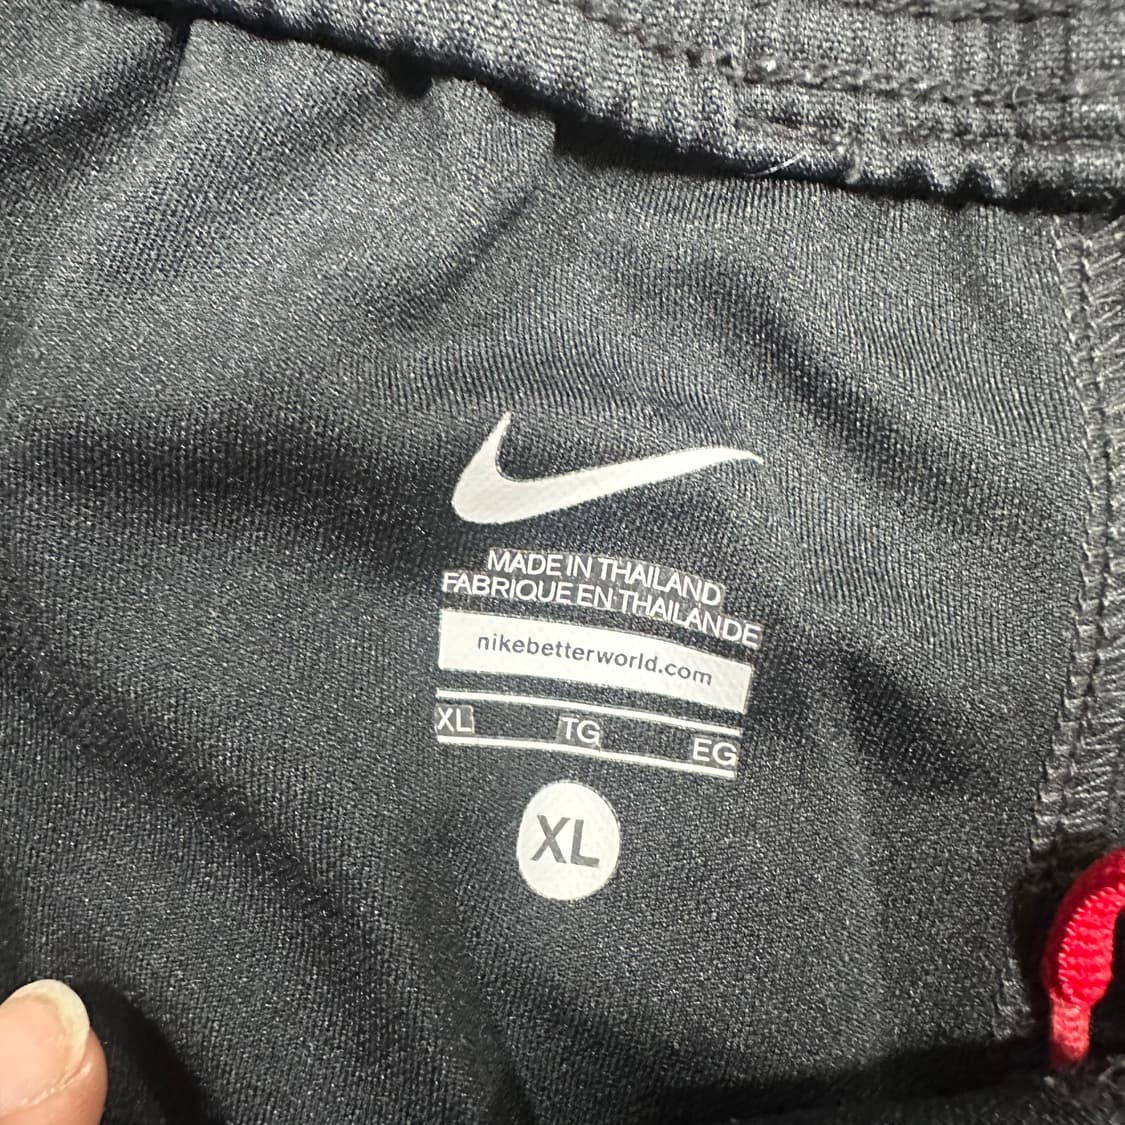 MADE IN THAILAND
FABRIQUE EN THAILANDE
nikebetterworld.com
XL TG EG
XL